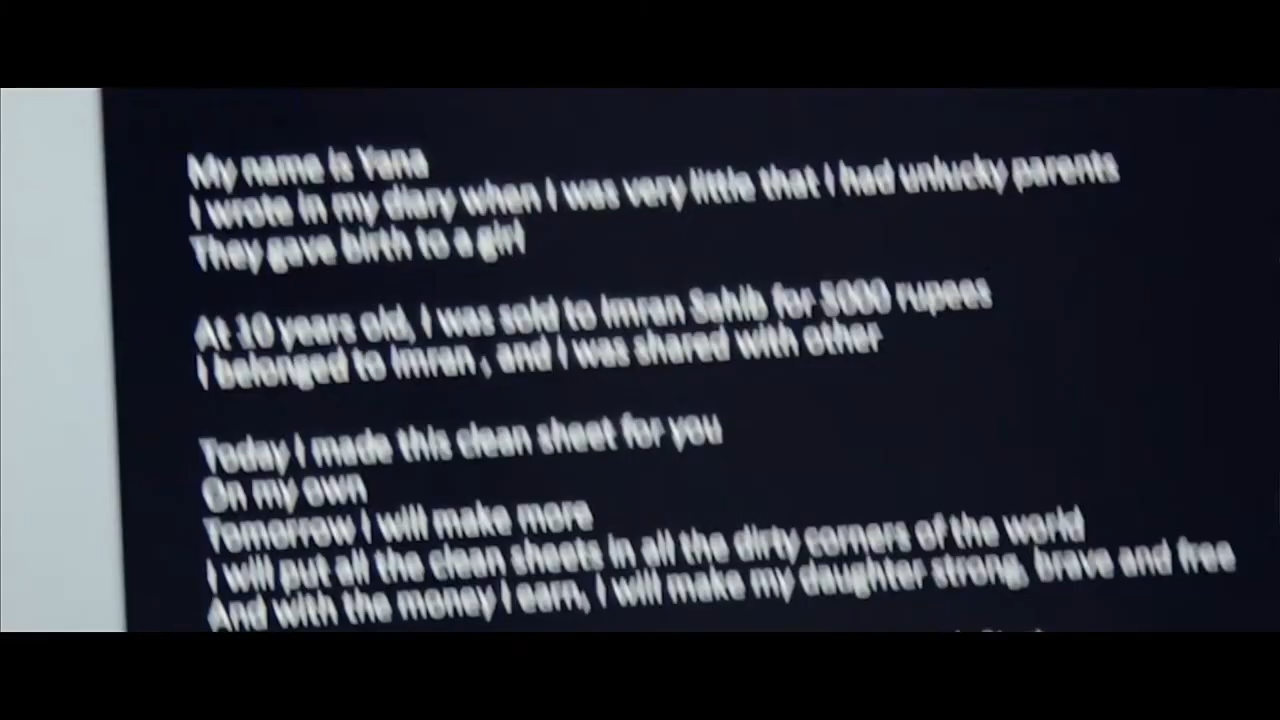 My name is Yana
I wrote in my diary when I was very little that I had unlucky parents
They gave birth to a girl
At 10 years old, I was sold to Imran Sahib for 5000 rupees
I belonged to Imran , and I was shared with other
Today I made this clean sheet for you
On my own
Tomorrow I will make more
I will put all the clean sheets in all the dirty corners of the world
And with the money I earn, I will make my daughter strong, brave and free